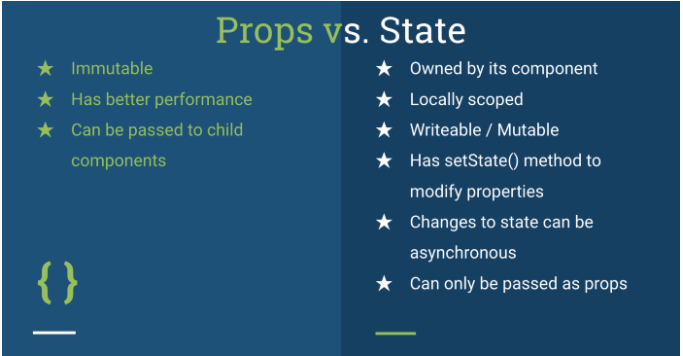 Props vs. State
★ Immutable
★ Has better performance
★ Can be passed to child
components
{ }
★ Owned by its component
★ Locally scoped
★ Writeable / Mutable
★ Has setState() method to
modify properties
★ Changes to state can be
asynchronous
★ Can only be passed as props